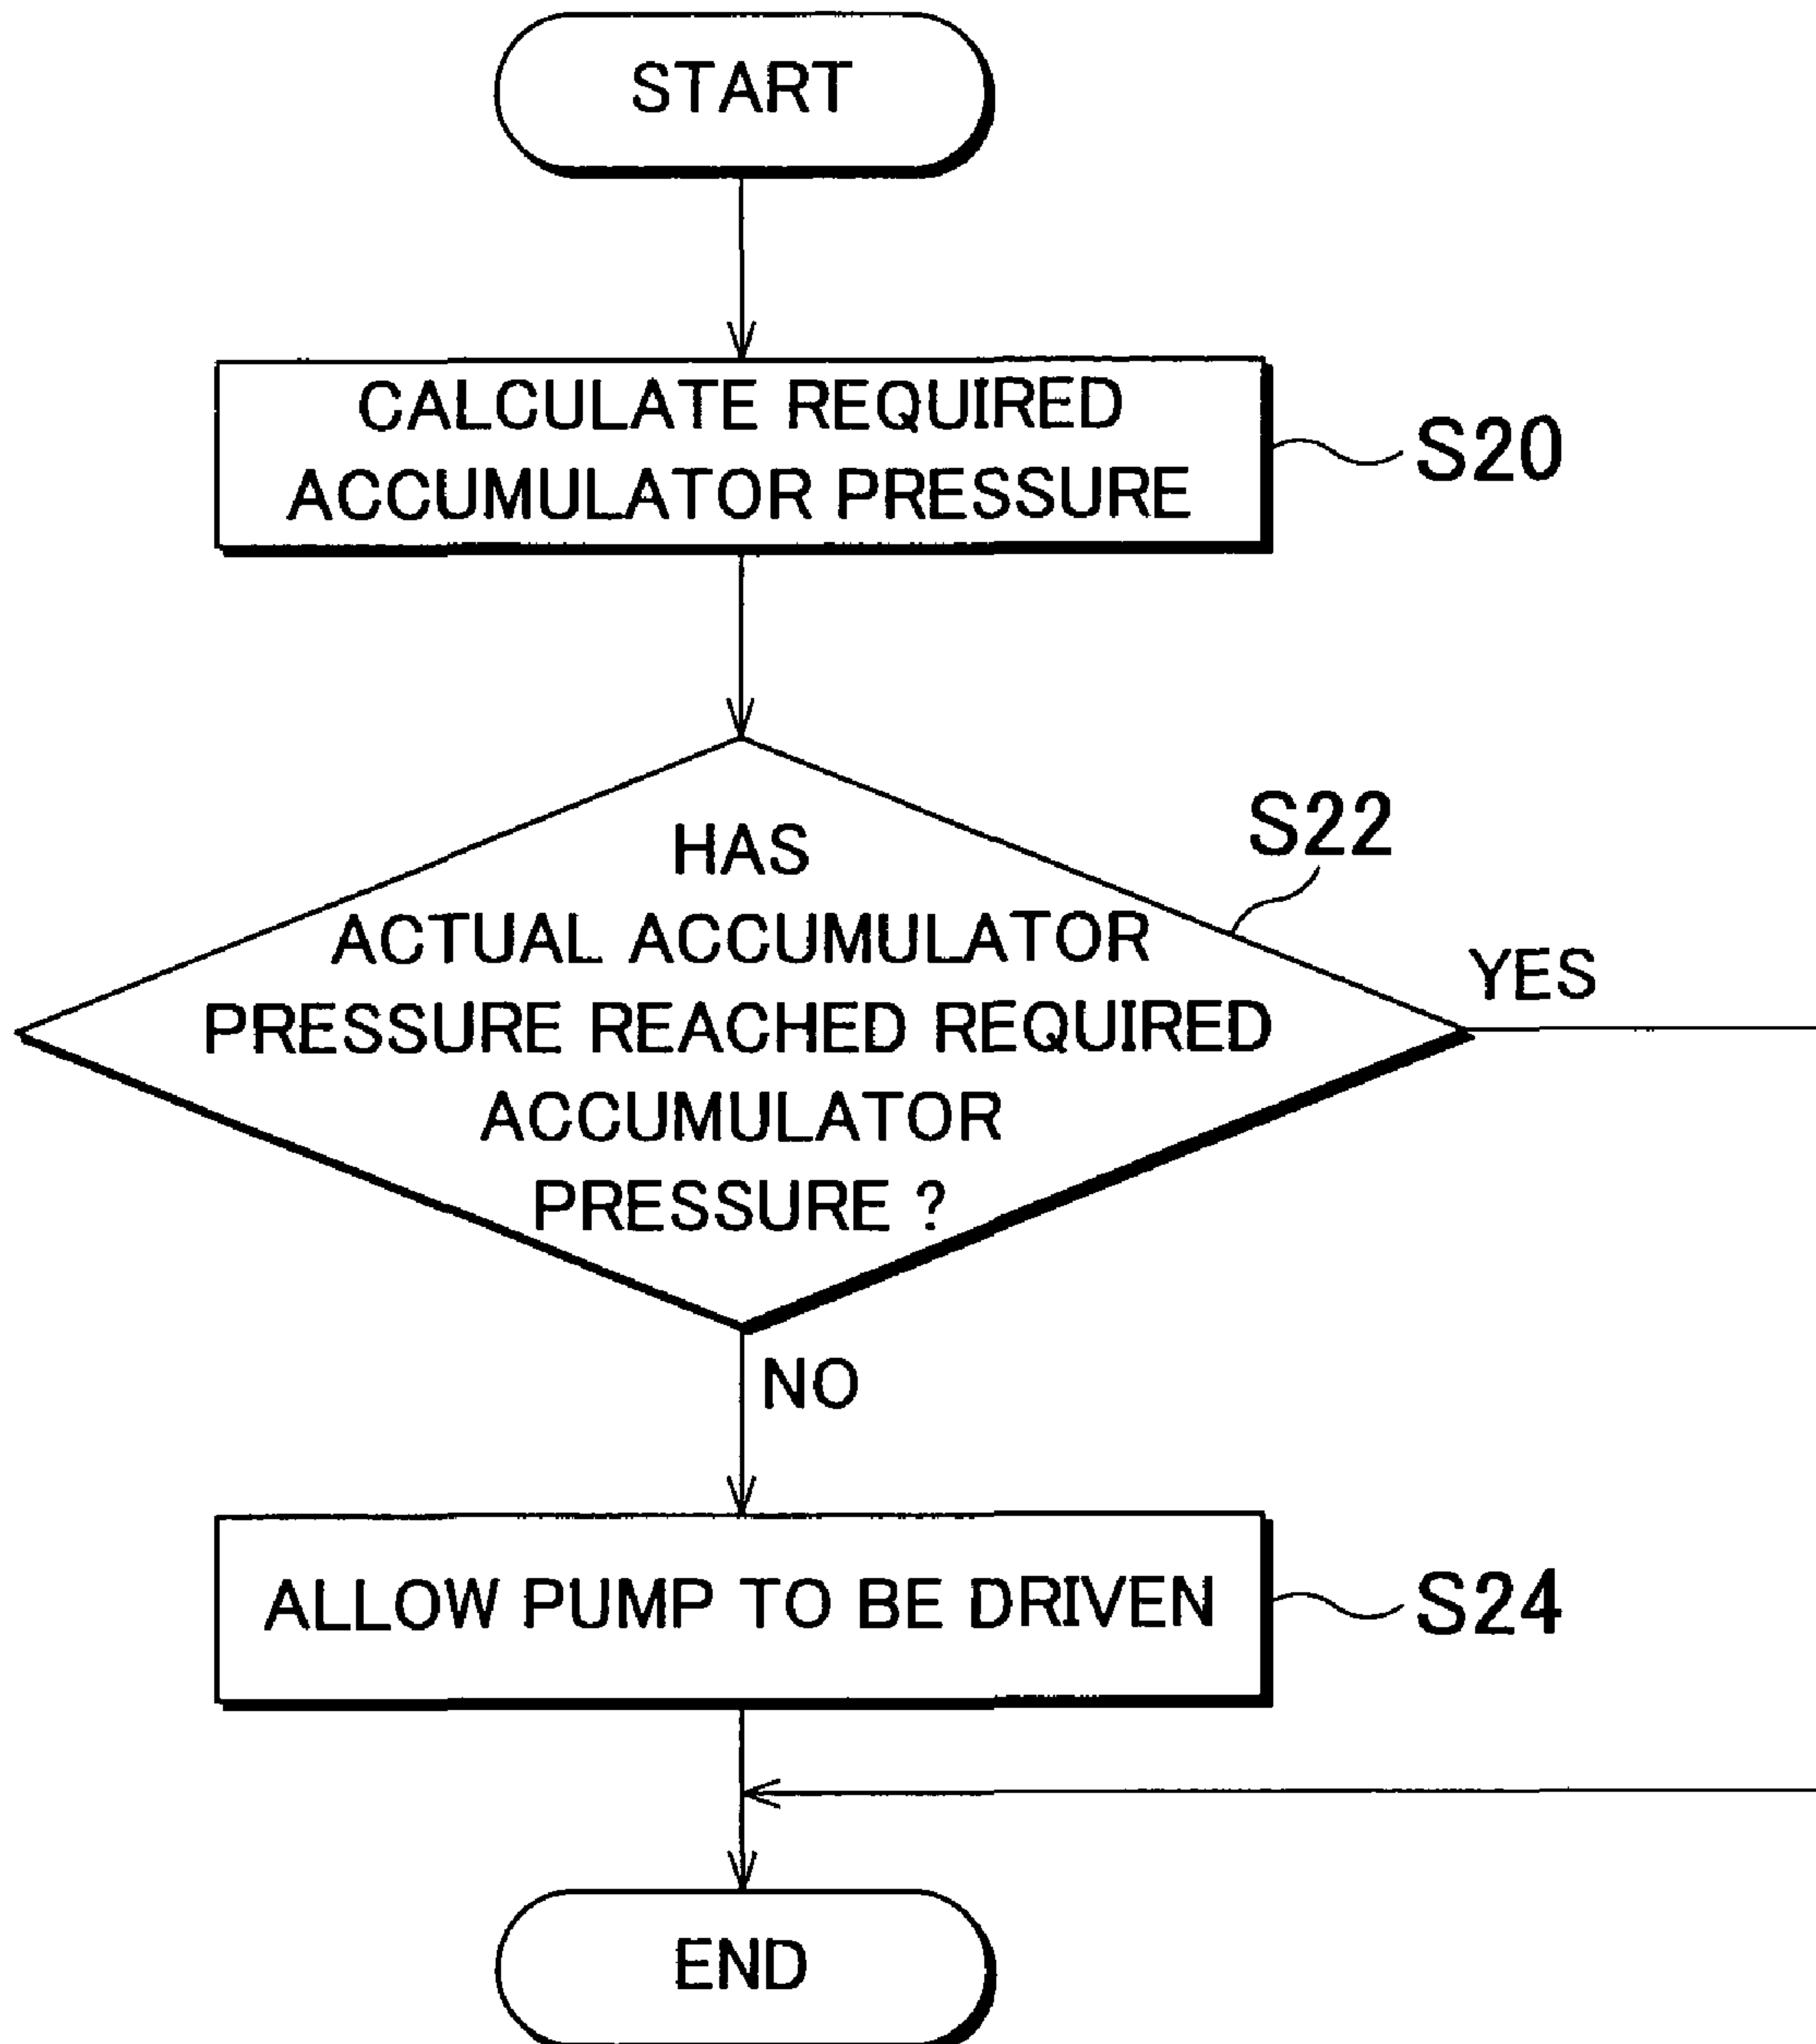 START
CALCULATE REQUIRED
ACCUMULATOR PRESSURE
S20
S22
HAS
ACTUAL ACCUMULATOR
PRESSURE REACHED REQUIRED
ACCUMULATOR
PRESSURE ?
YES
NO
ALLOW PUMP TO BE DRIVEN
S24
END